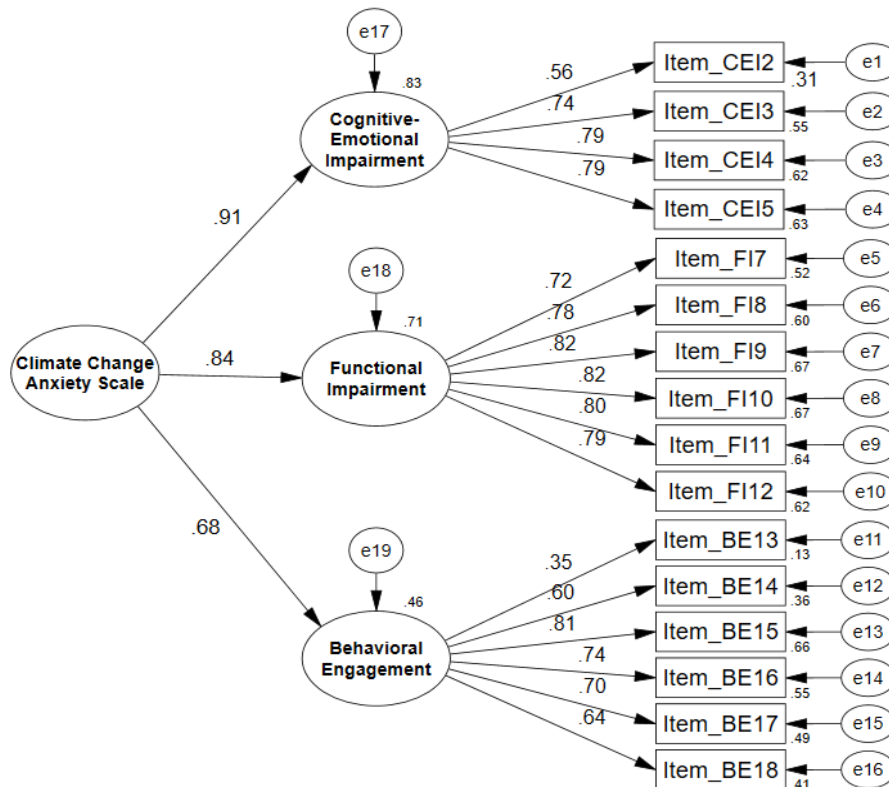 e17
.83
Cognitive-
Emotional
Impairment
.56
.74
.79
.79
Item_CEI2
.31
e1
Item_CEI3
.55
e2
Item_CEI4
.62
e3
Item_CEI5
.63
e4
.91
e18
.71
Functional
Impairment
.72
.78
.82
.82
.80
.79
Item_FI7
.52
e5
Item_FI8
.60
e6
Item_FI9
.67
e7
Item_FI10
.67
e8
Item_FI11
.64
e9
Item_FI12
.62
e10
Climate Change
Anxiety Scale
.84
.68
e19
.46
Behavioral
Engagement
.35
.60
.81
.74
.70
.64
Item_BE13
.13
e11
Item_BE14
.36
e12
Item_BE15
.66
e13
Item_BE16
.55
e14
Item_BE17
.49
e15
Item_BE18
.41
e16